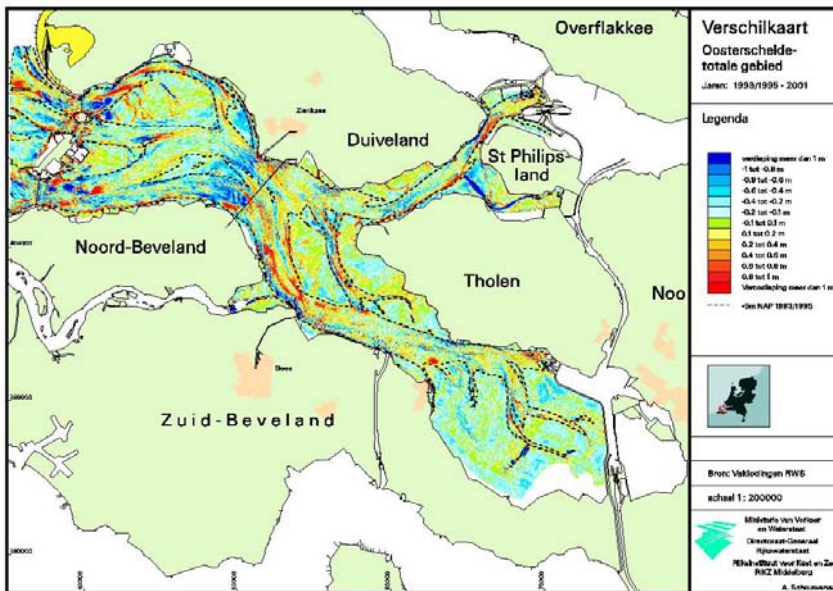 Overflakkee
Zierikzee
Duiveland
St Philips-
land
Noord-Beveland
Tholen
Noo
Goes
Zuid-Beveland
Verschilkaart
Oosterschelde-
totale gebied
Jaren: 1993/1995 - 2001
Legenda
verdieping meer dan 1 m
-1 tot -0.8 m
-0.8 tot -0.6 m
-0.6 tot -0.4 m
-0.4 tot -0.2 m
-0.2 tot -0.1 m
-0.1 tot 0.1 m
0.1 tot 0.2 m
0.2 tot 0.4 m
0.4 tot 0.6 m
0.6 tot 0.8 m
0.8 tot 1 m
Verondieping meer dan 1 m
-5m NAP 1993/1995
Bron: Vaklodingen RWS
schaal 1: 200000
Ministerie van Verkeer
en Waterstaat
Directoraat-Generaal
Rijkswaterstaat
Rijksinstituut voor Kust en Zee
RIKZ Middelburg